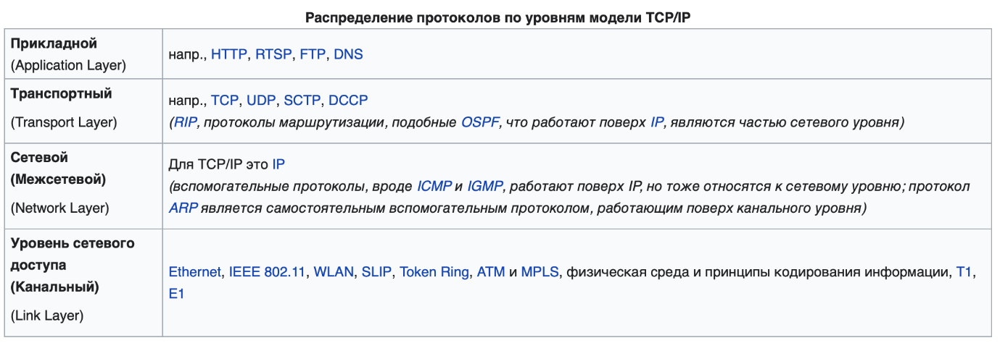 Распределение протоколов по уровням модели TCP/IP
Прикладной
(Application Layer)
напр., HTTP, RTSP, FTP, DNS
Транспортный
(Transport Layer)
напр., TCP, UDP, SCTP, DCCP
(RIP, протоколы маршрутизации, подобные OSPF, что работают поверх IP, являются частью сетевого уровня)
Сетевой
(Межсетевой)
(Network Layer)
Для TCP/IP это IP
(вспомогательные протоколы, вроде ICMP и IGMP, работают поверх IP, но тоже относятся к сетевому уровню; протокол
ARP является самостоятельным вспомогательным протоколом, работающим поверх канального уровня)
Уровень сетевого
доступа
(Канальный)
(Link Layer)
Ethernet, IEEE 802.11, WLAN, SLIP, Token Ring, ATM и MPLS, физическая среда и принципы кодирования информации, T1,
E1